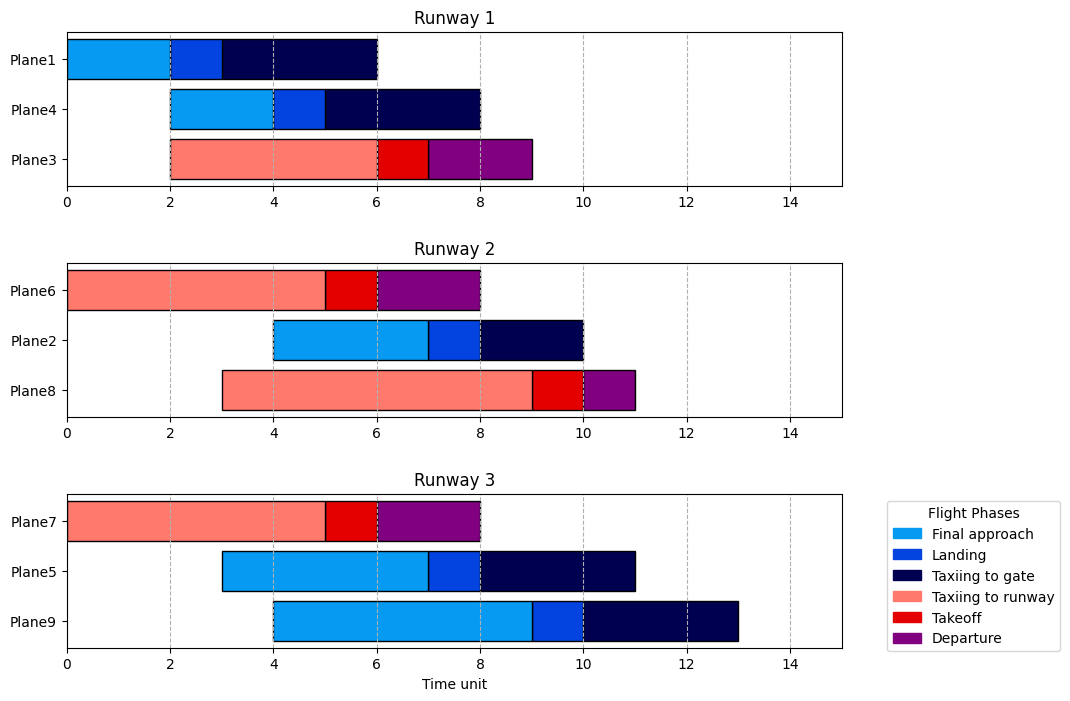 Runway 1
Plane1
Plane4
Plane3
0 2 4 6 8 10 12 14
Runway 2
Plane6
Plane2
Plane8
0 2 4 6 8 10 12 14
Runway 3
Plane7
Plane5
Plane9
0 2 4 6 8 10 12 14
Time unit
Flight Phases
Final approach
Landing
Taxiing to gate
Taxiing to runway
Takeoff
Departure